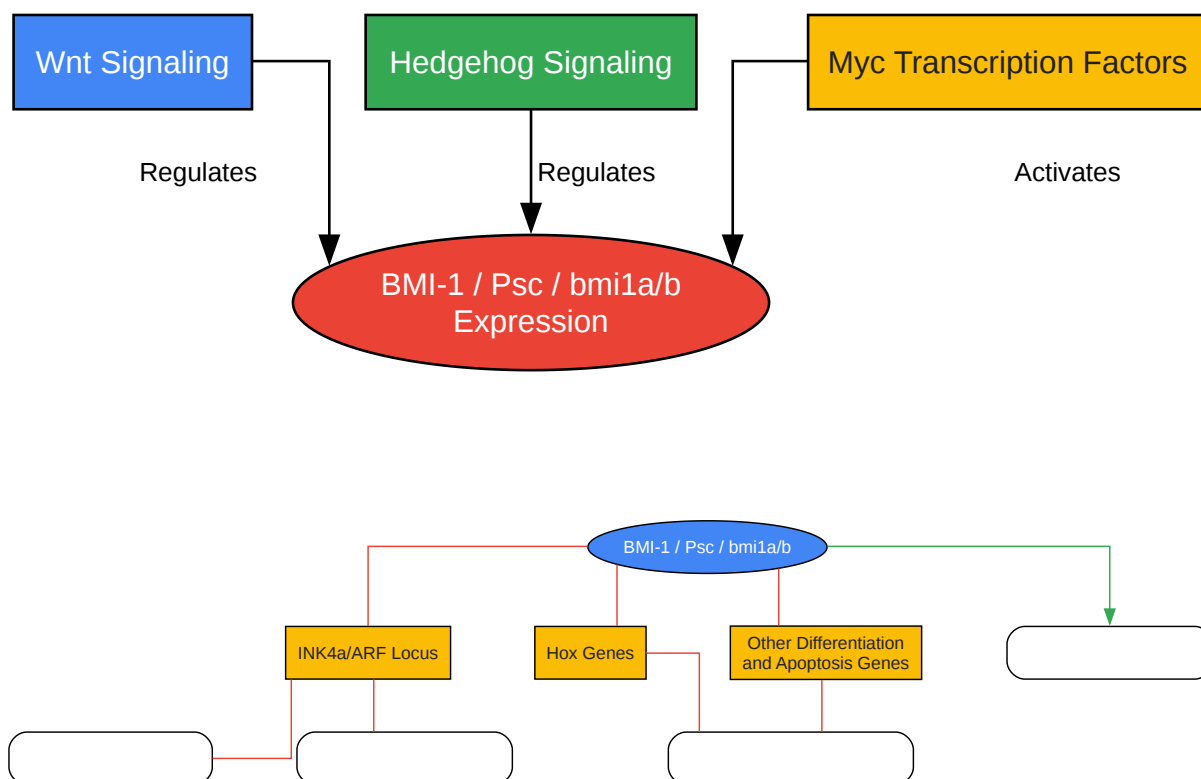 Wnt Signaling
Hedgehog Signaling
Myc Transcription Factors
Regulates
Regulates
Activates
BMI-1 / Psc / bmi1a/b
Expression
BMI-1 / Psc / bmi1a/b
INK4a/ARF Locus
Hox Genes
Other Differentiation
and Apoptosis Genes